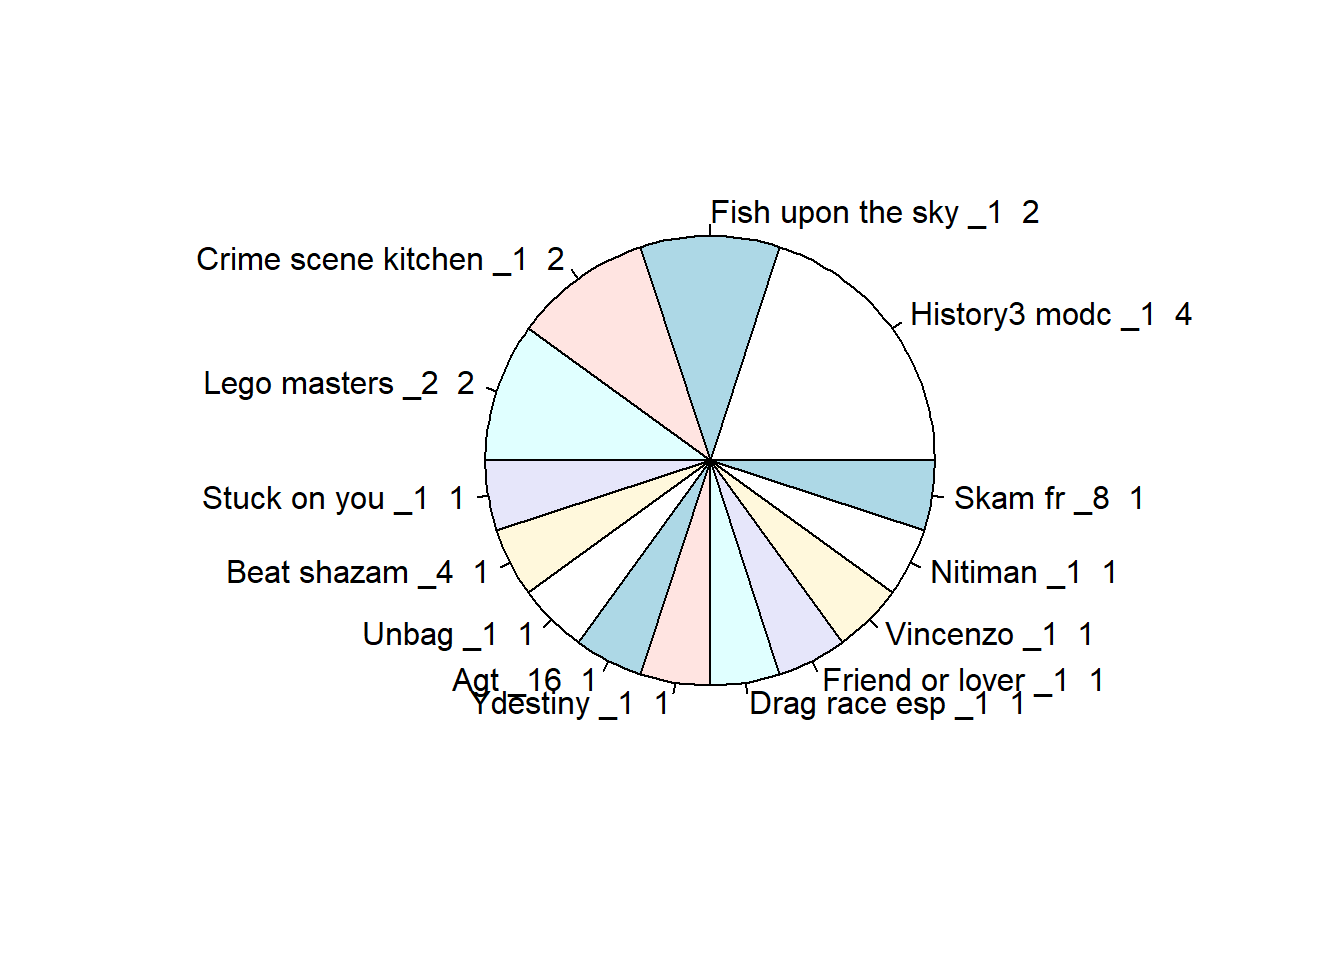 Fish upon the sky _1  2
Crime scene kitchen _1  2
History3 modc _1  4
Lego masters _2  2
Stuck on you _1  1
Skam fr _8  1
Beat shazam _4  1
Nitiman _1  1
Unbag _1  1
Vincenzo _1  1
Agt _16  1
Friend or lover _1  1
Ydestiny _1  1
Drag race esp _1  1